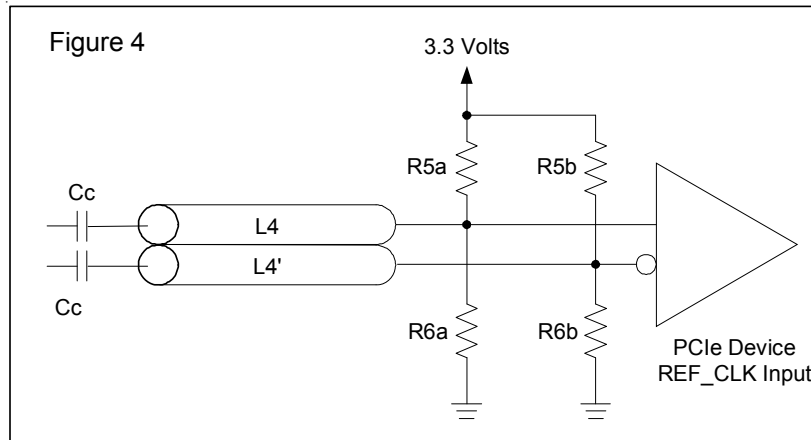 Figure 4
3.3 Volts
R5a
R5b
Cc
L4
L4'
Cc
R6a
R6b
PCIe Device
REF_CLK Input